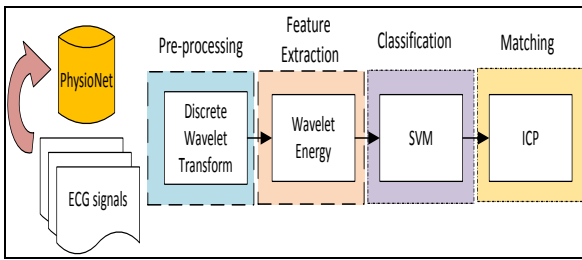 PhysioNet
ECG signals
Pre-processing
Discrete
Wavelet
Transform
Feature
Extraction
Wavelet
Energy
Classification
SVM
Matching
ICP